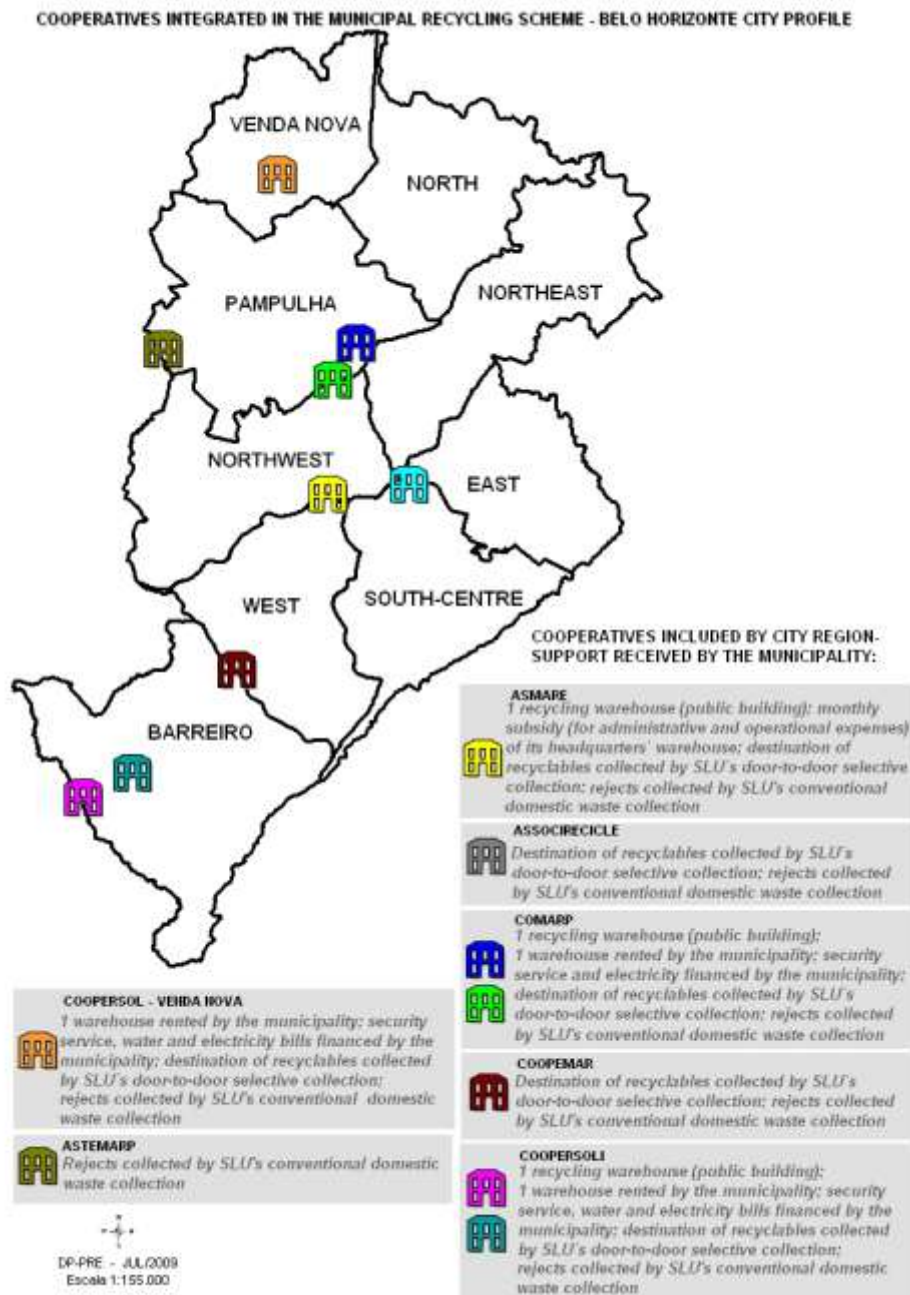 COOPERATIVES INTEGRATED IN THE MUNICIPAL RECYCLING SCHEME - BELO HORIZONTE CITY PROFILE
VENDA NOVA
NORTH
NORTHEAST
PAMPULHA
NORTHWEST
EAST
WEST
SOUTH-CENTRE
BARREIRO
COOPERATIVES INCLUDED BY CITY REGION-
SUPPORT RECEIVED BY THE MUNICIPALITY:
ASMARE
1 recycling warehouse (public building); monthly
subsidy (for administrative and operational expenses)
of its headquarters' warehouse; destination of
recyclables collected by SLU's door-to-door selective
collection; rejects collected by SLU's conventional
domestic waste collection
ASSOCIRECICLE
Destination of recyclables collected by SLU's
door-to-door selective collection; rejects collected
by SLU's conventional domestic waste collection
COMARP
1 recycling warehouse (public building);
1 warehouse rented by the municipality; security
service and electricity financed by the municipality;
destination of recyclables collected by SLU's
door-to-door selective collection; rejects collected
by SLU's conventional domestic waste collection
COOPEMAR
Destination of recyclables collected by SLU's
door-to-door selective collection; rejects collected
by SLU's conventional domestic waste collection
COOPERSOLI
1 recycling warehouse (public building);
1 warehouse rented by the municipality; security
service, water and electricity bills financed by the
municipality; destination of recyclables collected
by SLU's door-to-door selective collection;
rejects collected by SLU's conventional domestic
waste collection
COOPERSOL - VENDA NOVA
1 warehouse rented by the municipality; security
service, water and electricity bills financed by the
municipality; destination of recyclables collected
by SLU's door-to-door selective collection;
rejects collected by SLU's conventional domestic
waste collection
ASTEMARP
Rejects collected by SLU's conventional domestic
waste collection
DP-PRE - JUL/2009
Escala 1:155.000